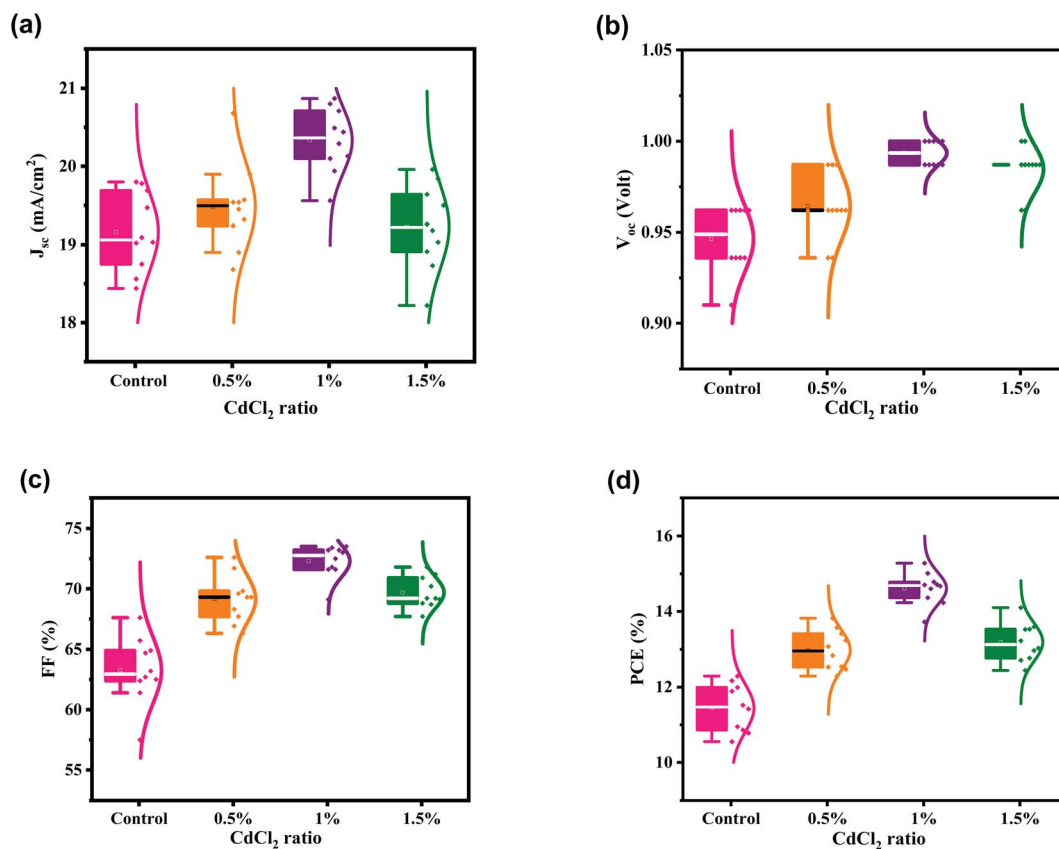 (a)
21
20
19
18
J_sc (mA/cm²)
Control 0.5% 1% 1.5%
CdCl₂ ratio
(b)
1.05
1.00
0.95
0.90
V_oc (Volt)
Control 0.5% 1% 1.5%
CdCl₂ ratio
(c)
75
70
65
60
55
FF (%)
Control 0.5% 1% 1.5%
CdCl₂ ratio
(d)
16
14
12
10
PCE (%)
Control 0.5% 1% 1.5%
CdCl₂ ratio